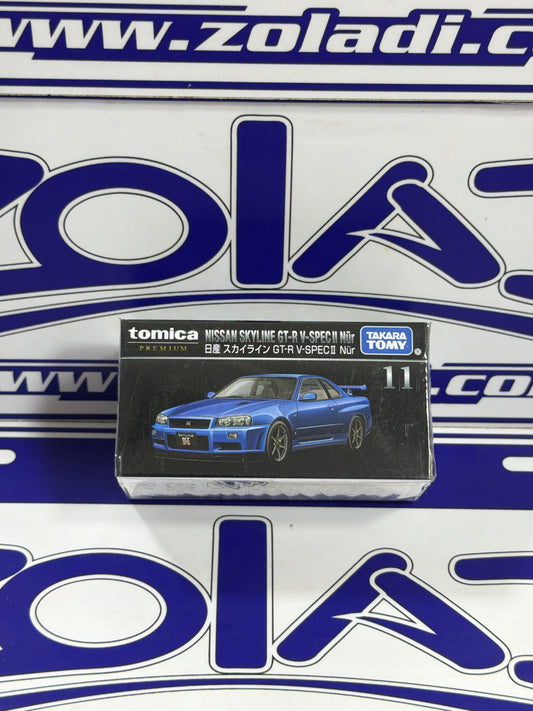 www.zoladi.co
ZOLA
tomica
PREMIUM
NISSAN SKYLINE GT-R V-SPECⅡ Nür
日産 スカイライン GT-R V-SPECⅡ Nür
TAKARA
TOMY
11
ZOLA